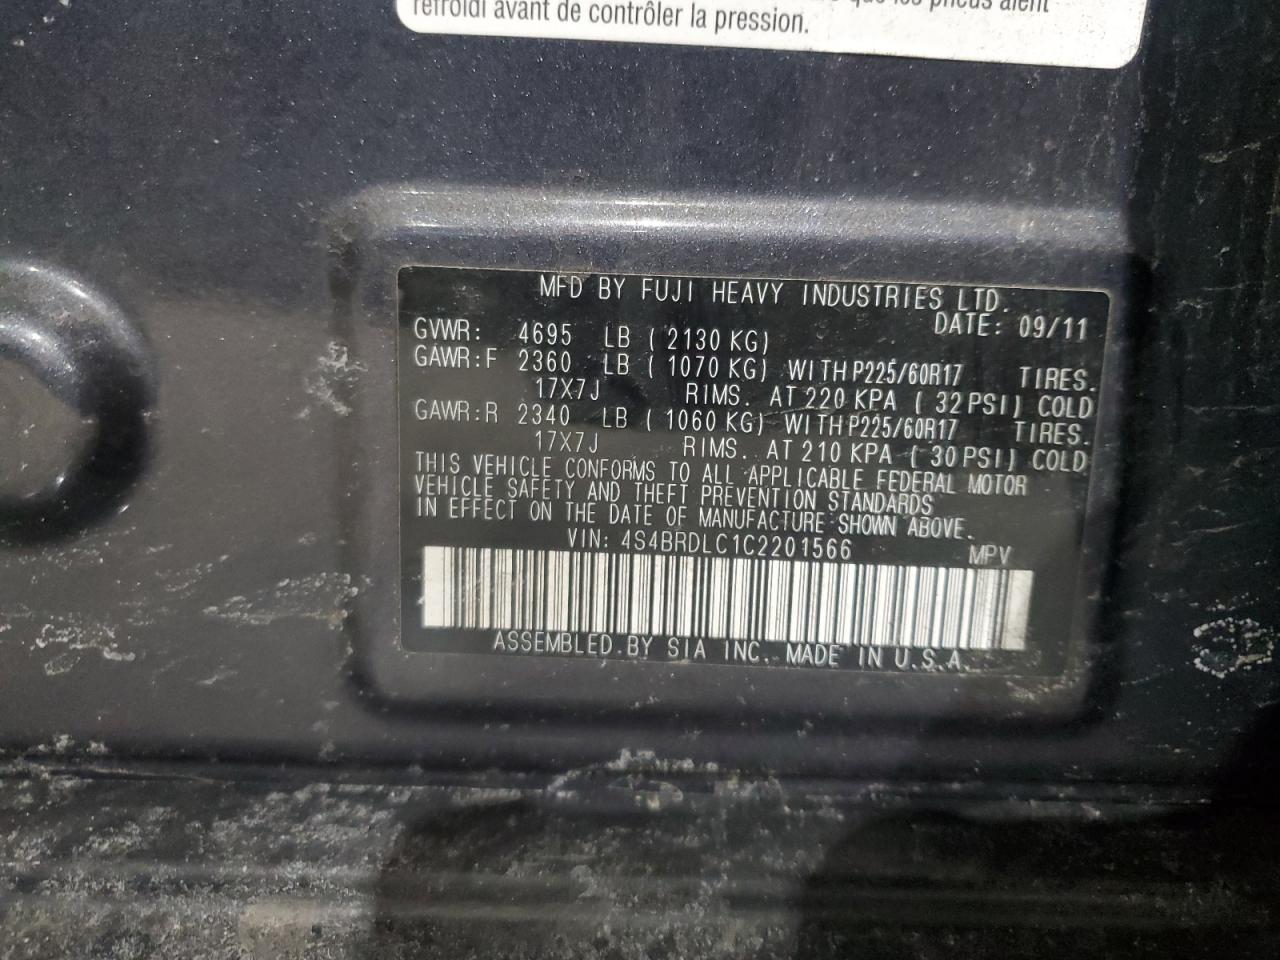 que les pneus aient
refroidi avant de contrôler la pression.
MFD BY FUJI HEAVY INDUSTRIES LTD.
DATE: 09/11
GVWR: 4695 LB ( 2130 KG)
GAWR:F 2360 LB ( 1070 KG) WITH P225/60R17 TIRES.
17X7J RIMS. AT 220 KPA ( 32 PSI) COLD
GAWR:R 2340 LB ( 1060 KG) WITH P225/60R17 TIRES.
17X7J RIMS. AT 210 KPA ( 30 PSI) COLD
THIS VEHICLE CONFORMS TO ALL APPLICABLE FEDERAL MOTOR
VEHICLE SAFETY AND THEFT PREVENTION STANDARDS
IN EFFECT ON THE DATE OF MANUFACTURE SHOWN ABOVE.
VIN: 4S4BRDLC1C2201566 MPV
ASSEMBLED BY SIA INC. MADE IN U.S.A.